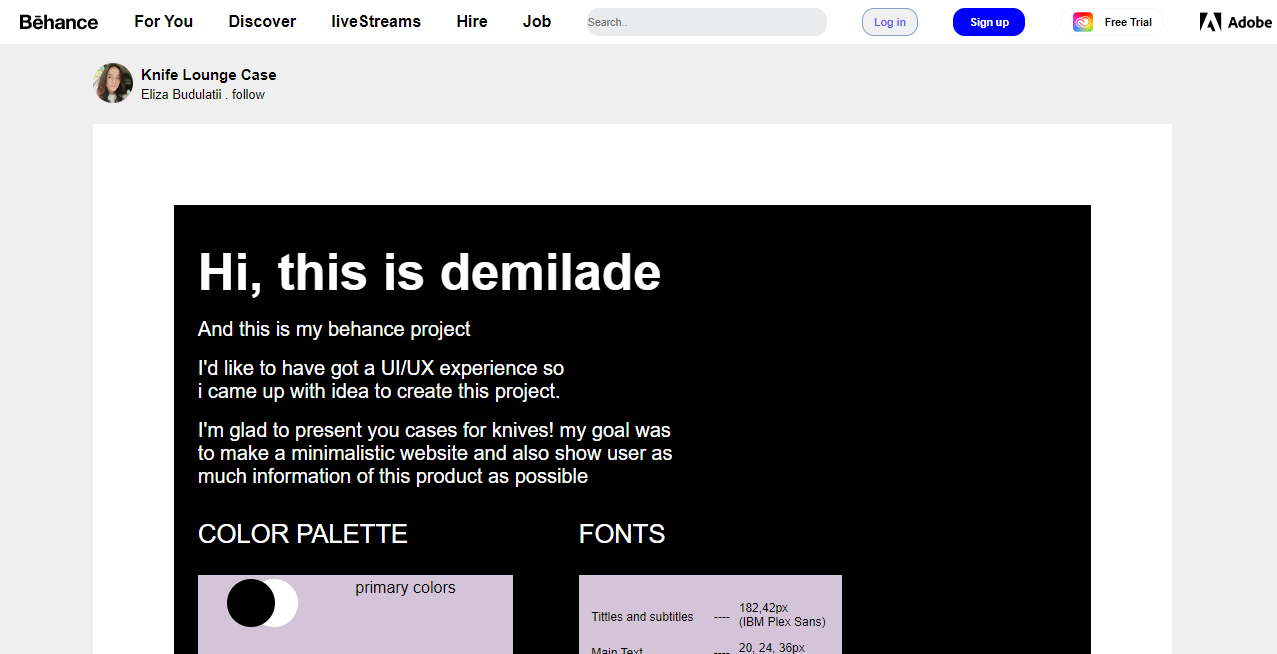 Bēhance For You Discover liveStreams Hire Job Search.. Log in Sign up Free Trial Adobe
Knife Lounge Case
Eliza Budulatii . follow
Hi, this is demilade
And this is my behance project
I'd like to have got a UI/UX experience so
i came up with idea to create this project.
I'm glad to present you cases for knives! my goal was
to make a minimalistic website and also show user as
much information of this product as possible
COLOR PALETTE
primary colors
FONTS
Tittles and subtitles ---- 182,42px
(IBM Plex Sans)
Main Text ---- 20, 24, 36px